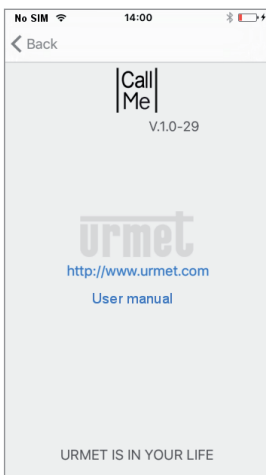 No SIM 14:00
Back
Call
Me
V.1.0-29
urmet
http://www.urmet.com
User manual
URMET IS IN YOUR LIFE